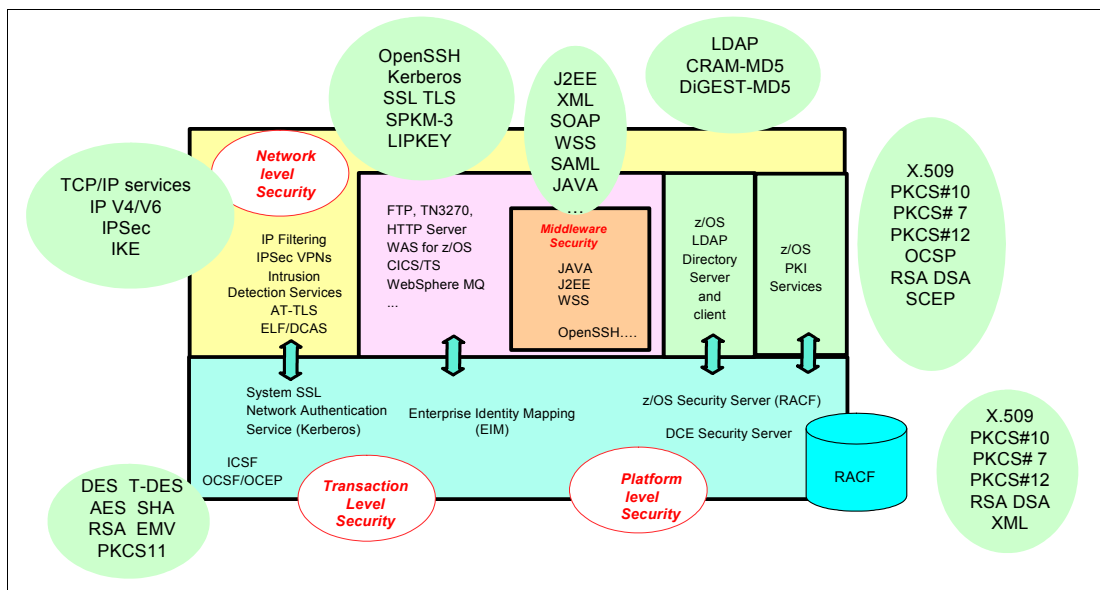 OpenSSH
Kerberos
SSL TLS
SPKM-3
LIPKEY
J2EE
XML
SOAP
WSS
SAML
JAVA
...
LDAP
CRAM-MD5
DiGEST-MD5
TCP/IP services
IP V4/V6
IPSec
IKE
Network
level
Security
IP Filtering
IPSec VPNs
Intrusion
Detection Services
AT-TLS
ELF/DCAS
FTP, TN3270,
HTTP Server
WAS for z/OS
CICS/TS
WebSphere MQ
...
Middleware
Security
JAVA
J2EE
WSS
OpenSSH....
z/OS
LDAP
Directory
Server
and
client
z/OS
PKI
Services
X.509
PKCS#10
PKCS# 7
PKCS#12
OCSP
RSA DSA
SCEP
System SSL
Network Authentication
Service (Kerberos)
Enterprise Identity Mapping
(EIM)
z/OS Security Server (RACF)
DCE Security Server
ICSF
OCSF/OCEP
Transaction
Level
Security
Platform
level
Security
RACF
DES T-DES
AES SHA
RSA EMV
PKCS11
X.509
PKCS#10
PKCS# 7
PKCS#12
RSA DSA
XML